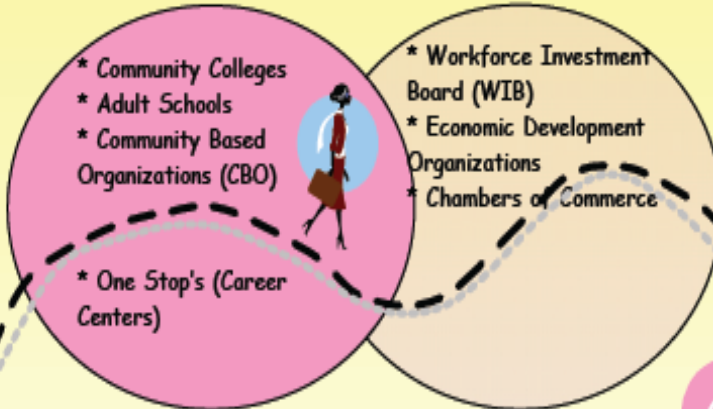 * Community Colleges
* Adult Schools
* Community Based
Organizations (CBO)
* One Stop's (Career
Centers)
* Workforce Investment
Board (WIB)
* Economic Development
Organizations
* Chambers of Commerce